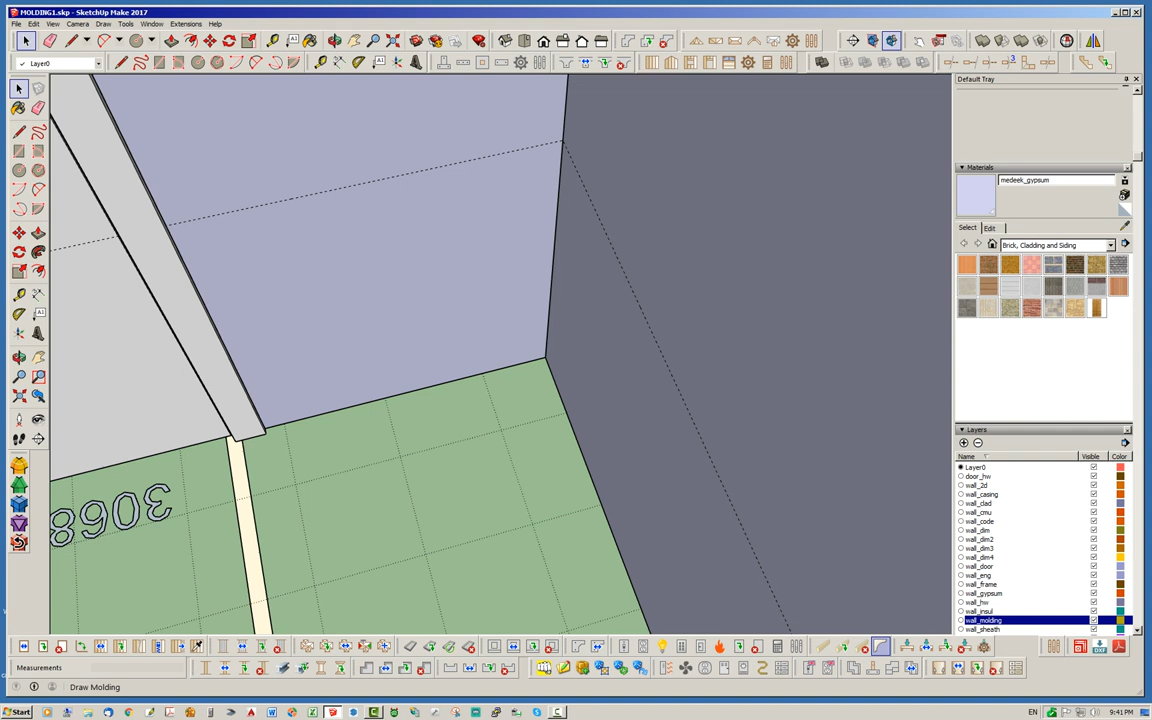 MOLDING1.skp - SketchUp Make 2017
File Edit View Camera Draw Tools Window Extensions Help
Layer0
Default Tray
Materials
medeek_gypsum
Select Edit
Brick, Cladding and Siding
Layers
Name Visible Color
Layer0
door_hw
wall_2d
wall_casing
wall_clad
wall_cmu
wall_code
wall_dim
wall_dim2
wall_dim3
wall_dim4
wall_door
wall_eng
wall_frame
wall_gypsum
wall_hw
wall_insul
wall_molding
wall_sheath
3068
Measurements
Draw Molding
Start
EN
9:41 PM